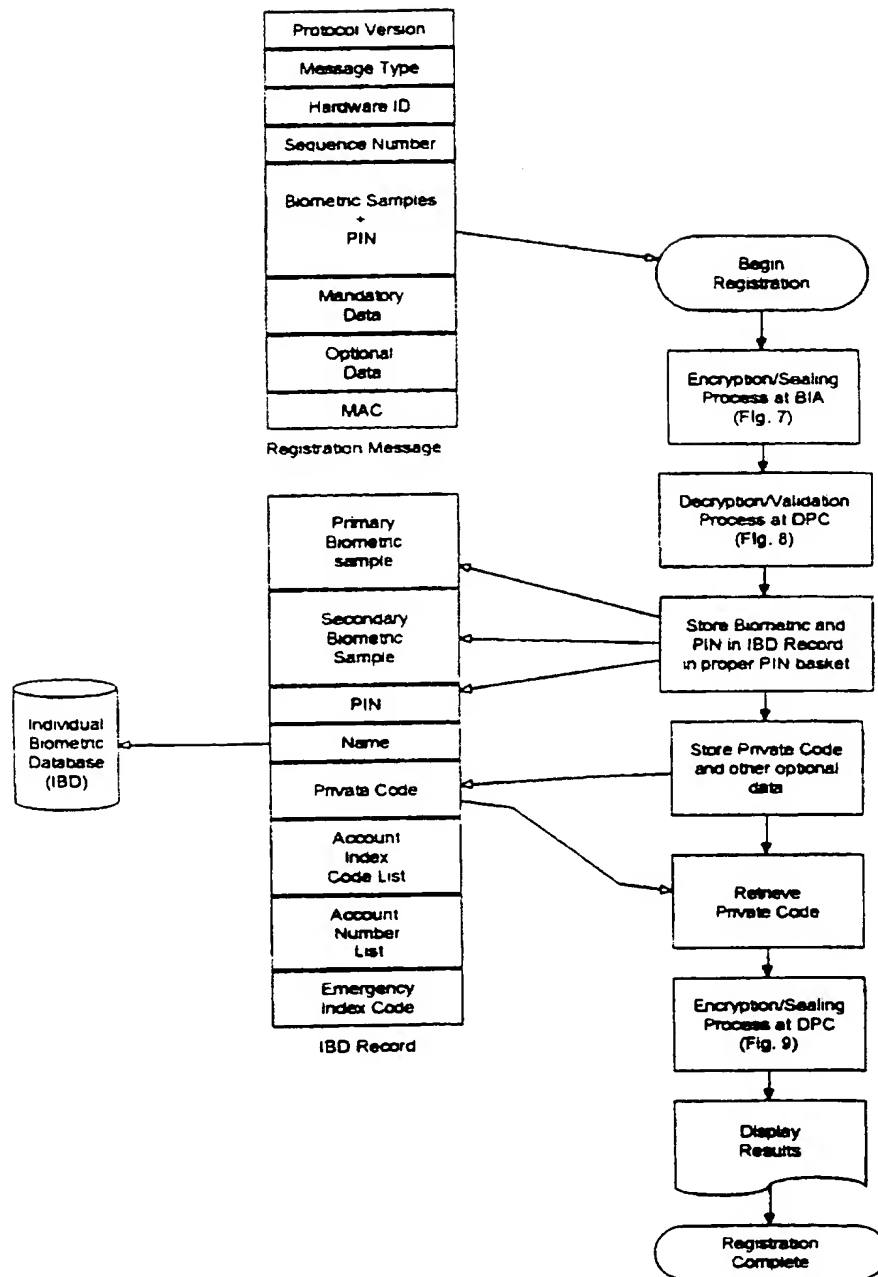 Protocol Version
Message Type
Hardware ID
Sequence Number
Biometric Samples
+
PIN
Mandatory
Data
Optional
Data
MAC
Registration Message
Begin
Registration
Encryption/Sealing
Process at BIA
(Fig. 7)
Decryption/Validation
Process at DPC
(Fig. 8)
Store Biometric and
PIN in IBD Record
in proper PIN basket
Store Private Code
and other optional
data
Retrieve
Private Code
Encryption/Sealing
Process at DPC
(Fig. 9)
Display
Results
Registration
Complete
Primary
Biometric
sample
Secondary
Biometric
Sample
PIN
Name
Private Code
Account
Index
Code List
Account
Number
List
Emergency
Index Code
IBD Record
Individual
Biometric
Database
(IBD)